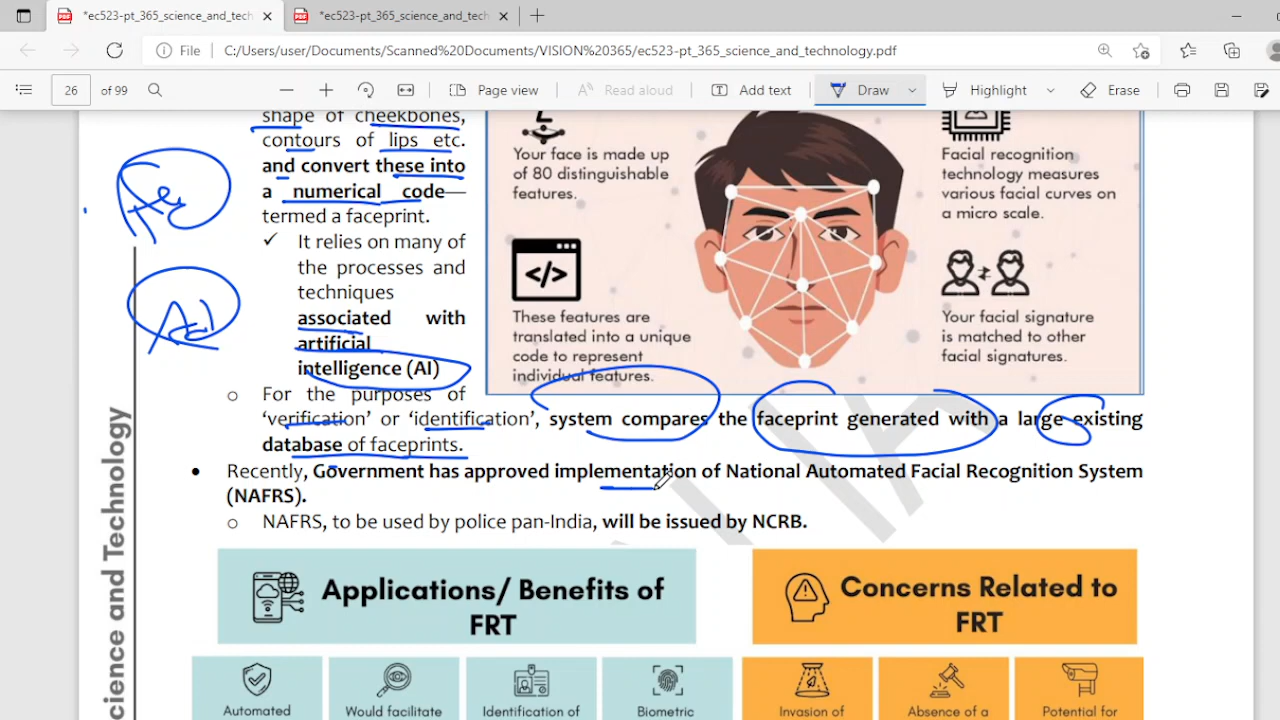 *ec523-pt_365_science_and_tech
*ec523-pt_365_science_and_tech
File
C:/Users/user/Documents/Scanned%20Documents/VISION%20365/ec523-pt_365_science_and_technology.pdf
26 of 99
Page view
Read aloud
Add text
Draw
Highlight
Erase
shape of cheekbones,
contours of lips etc.
and convert these into
a numerical code—
termed a faceprint.
✓ It relies on many of
the processes and
techniques
associated with
artificial
intelligence (AI)
Your face is made up
of 80 distinguishable
features.
Facial recognition
technology measures
various facial curves on
a micro scale.
</>
These features are
translated into a unique
code to represent
individual features.
Your facial signature
is matched to other
facial signatures.
o For the purposes of
‘verification’ or ‘identification’, system compares the faceprint generated with a large existing
database of faceprints.
• Recently, Government has approved implementation of National Automated Facial Recognition System
(NAFRS).
o NAFRS, to be used by police pan-India, will be issued by NCRB.
cience and Technology
Applications/ Benefits of
FRT
Concerns Related to
FRT
Automated
Would facilitate
Identification of
Biometric
Invasion of
Absence of a
Potential for